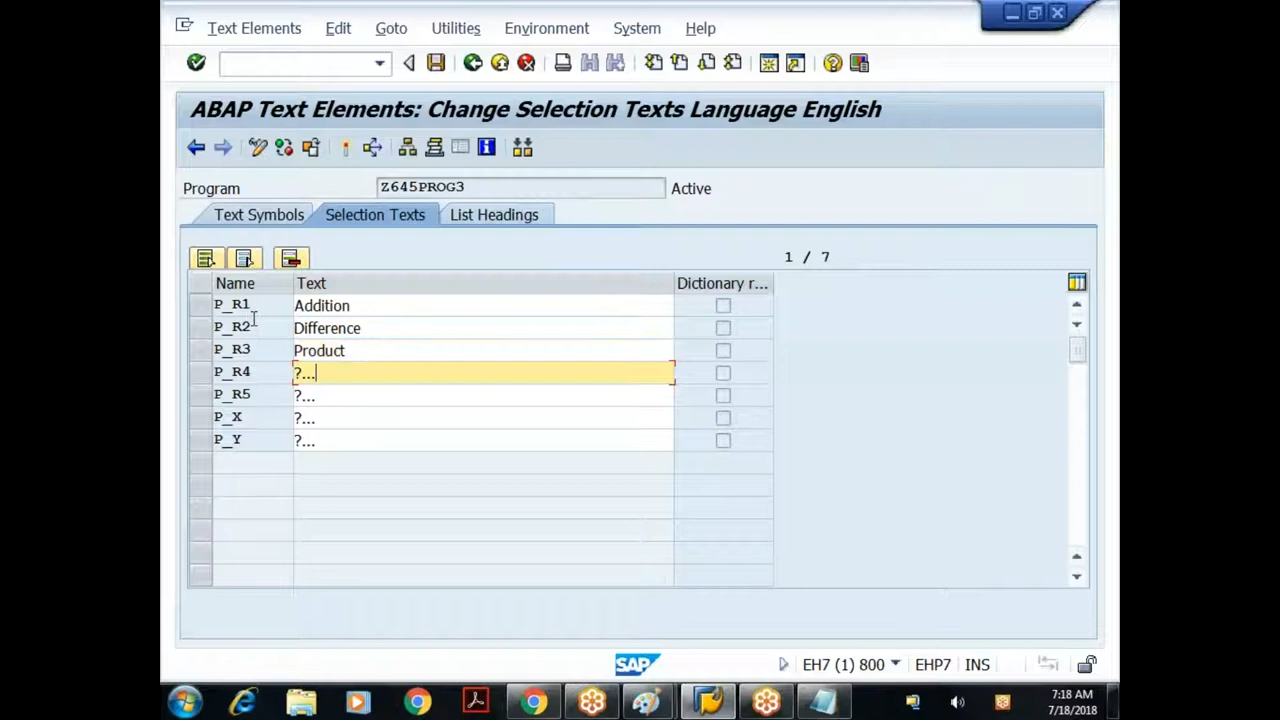 Text Elements Edit Goto Utilities Environment System Help
ABAP Text Elements: Change Selection Texts Language English
Program Z645PROG3 Active
Text Symbols Selection Texts List Headings
1 / 7
Name Text Dictionary r...
P_R1 Addition
P_R2 Difference
P_R3 Product
P_R4 ?...
P_R5 ?...
P_X ?...
P_Y ?...
SAP EH7 (1) 800 EHP7 INS
7:18 AM
7/18/2018